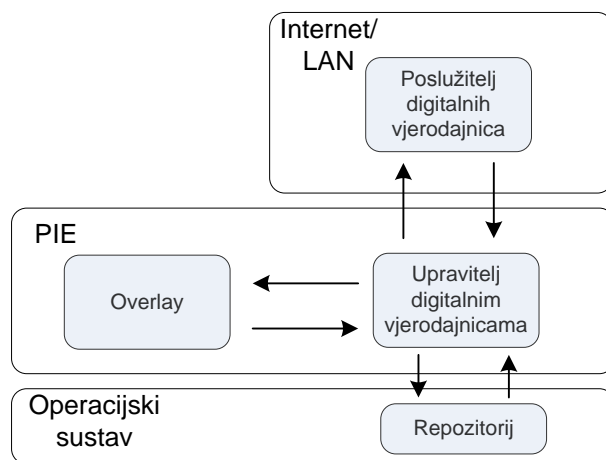 Internet/
LAN
Poslužitelj
digitalnih
vjerodajnica
PIE
Overlay
Upravitelj
digitalnim
vjerodajnicama
Operacijski
sustav
Repozitorij